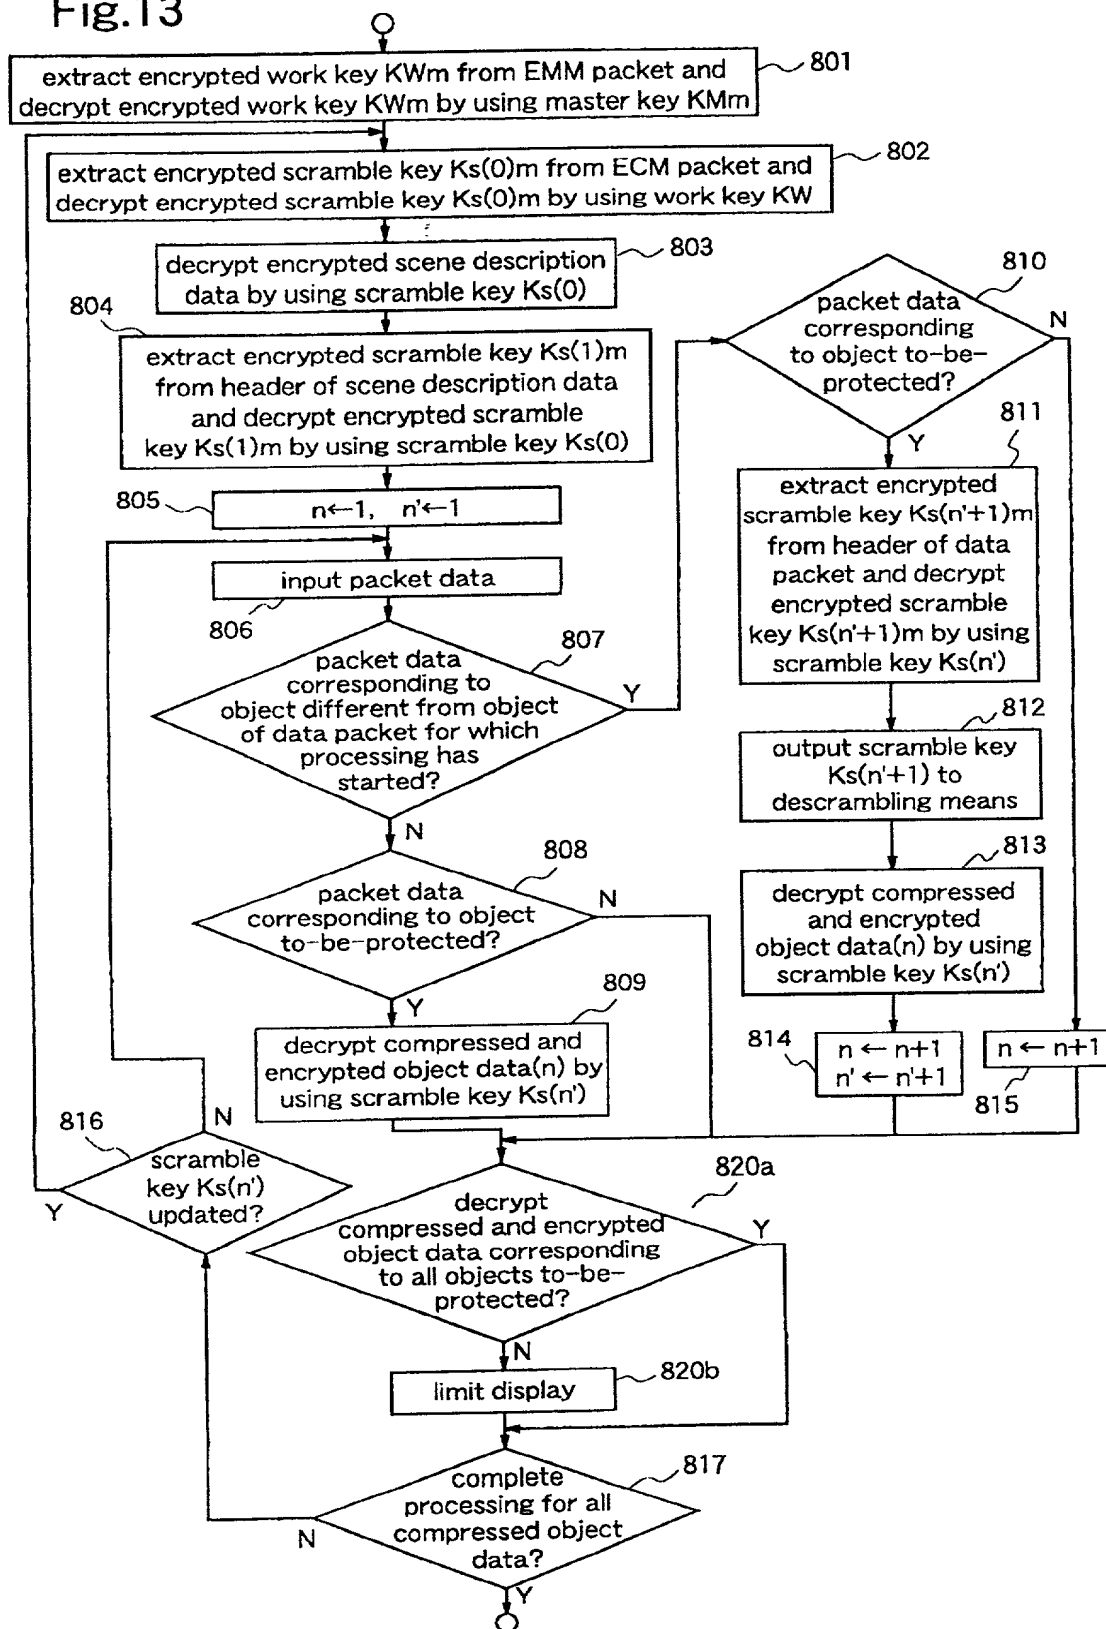 Fig.13
extract encrypted work key KWm from EMM packet and
decrypt encrypted work key KWm by using master key KMm
801
extract encrypted scramble key Ks(0)m from ECM packet and
decrypt encrypted scramble key Ks(0)m by using work key KW
802
decrypt encrypted scene description
data by using scramble key Ks(0)
803
804
extract encrypted scramble key Ks(1)m
from header of scene description data
and decrypt encrypted scramble
key Ks(1)m by using scramble key Ks(0)
805
n←1, n'←1
input packet data
806
807
packet data
corresponding to
object different from object
of data packet for which
processing has
started?
Y
N
808
packet data
corresponding to object
to-be-protected?
N
Y
809
decrypt compressed and
encrypted object data(n) by
using scramble key Ks(n')
810
packet data
corresponding
to object to-be-
protected?
N
Y
811
extract encrypted
scramble key Ks(n'+1)m
from header of data
packet and decrypt
encrypted scramble
key Ks(n'+1)m by using
scramble key Ks(n')
812
output scramble key
Ks(n'+1) to
descrambling means
813
decrypt compressed
and encrypted
object data(n) by using
scramble key Ks(n')
814
n ← n+1
n' ← n'+1
n ← n+1
815
816
N
scramble
key Ks(n')
updated?
Y
820a
decrypt
compressed and encrypted
object data corresponding
to all objects to-be-
protected?
Y
N
limit display
820b
817
complete
processing for all
compressed object
data?
N
Y